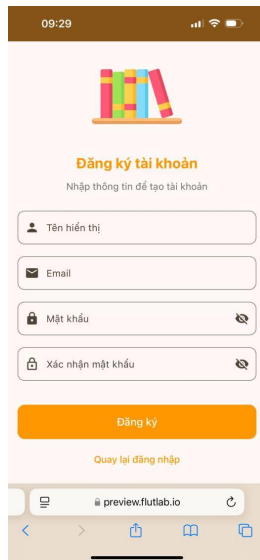 09:29
Đăng ký tài khoản
Nhập thông tin để tạo tài khoản
Tên hiển thị
Email
Mật khẩu
Xác nhận mật khẩu
Đăng ký
Quay lại đăng nhập
preview.flutlab.io